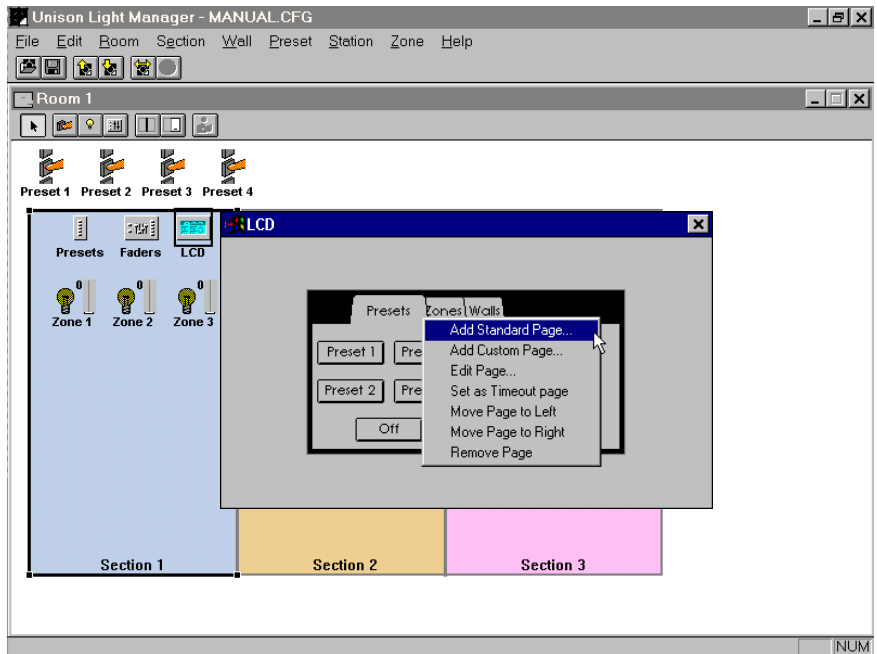 Unison Light Manager - MANUAL.CFG
File Edit Room Section Wall Preset Station Zone Help
Room 1
Preset 1 Preset 2 Preset 3 Preset 4
LCD
Presets Faders LCD
0 0 0
Zone 1 Zone 2 Zone 3
Presets Zones Walls
Preset 1 Pre
Preset 2 Pre
Off
Add Standard Page...
Add Custom Page...
Edit Page...
Set as Timeout page
Move Page to Left
Move Page to Right
Remove Page
Section 1 Section 2 Section 3
NUM